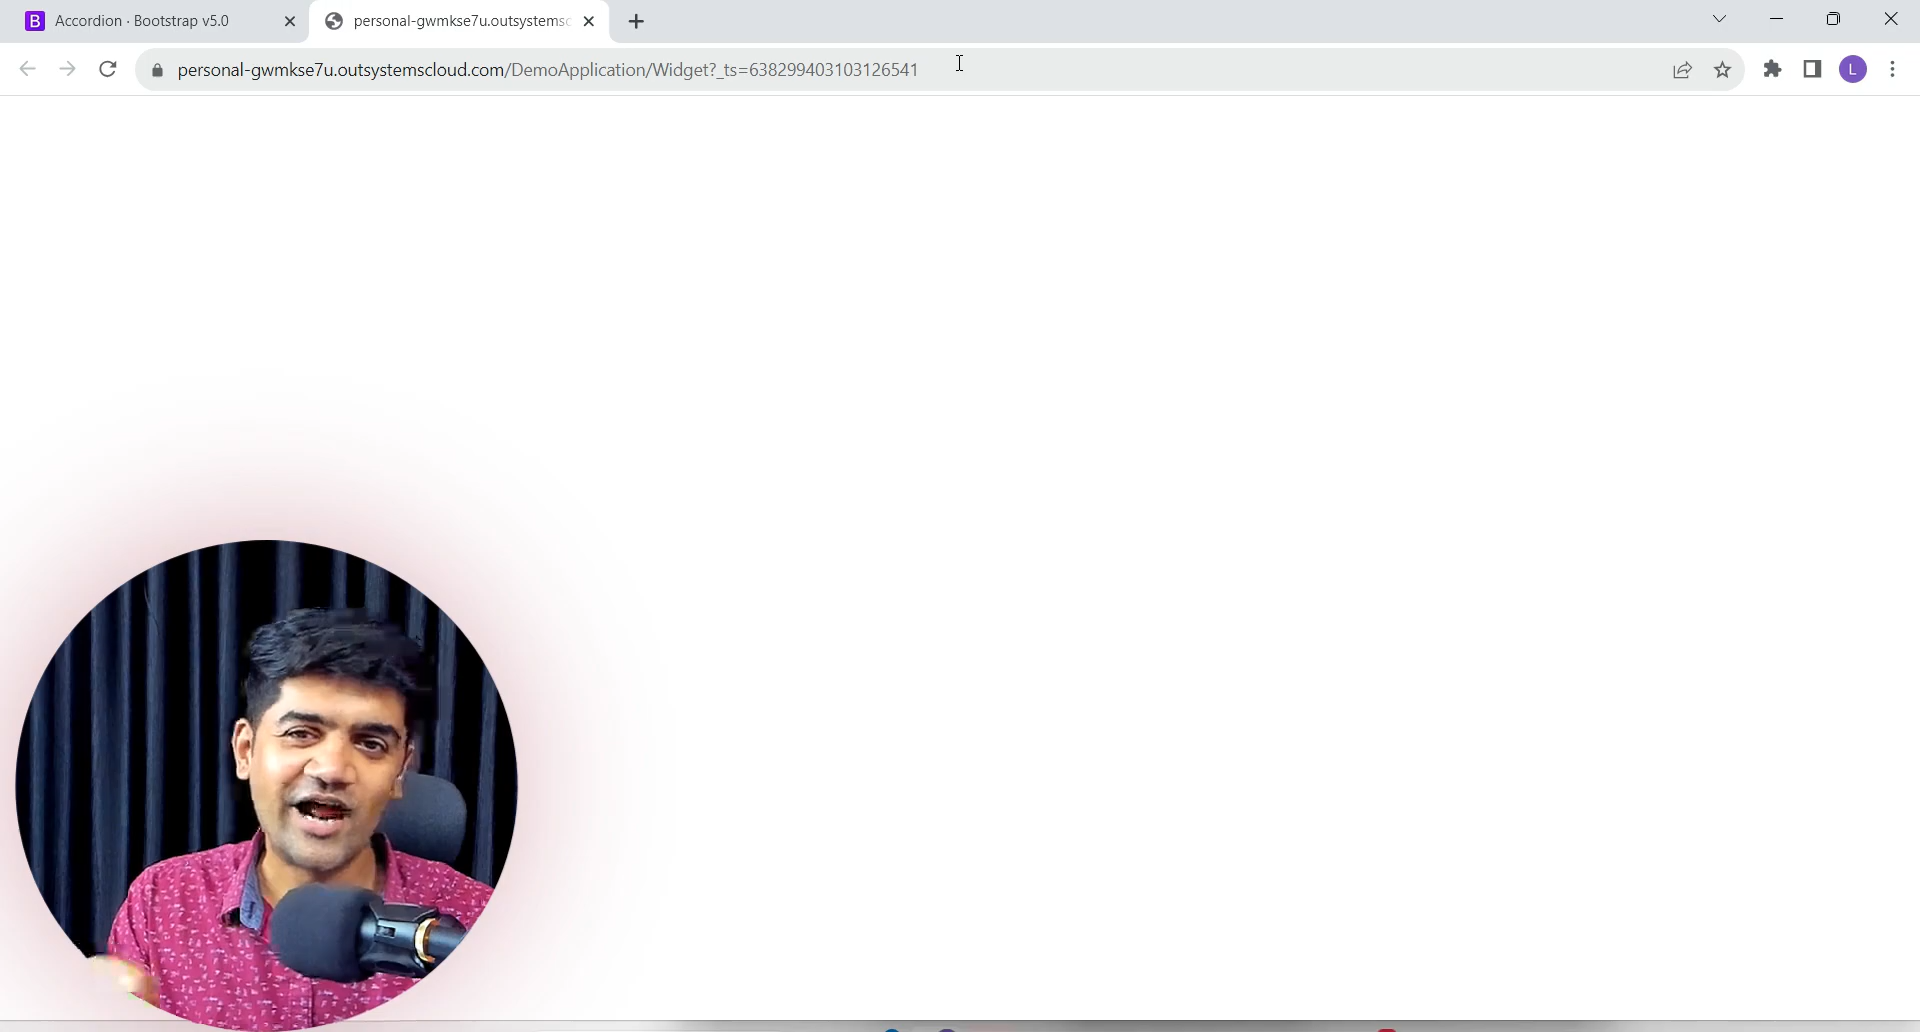 B Accordion · Bootstrap v5.0
personal-gwmkse7u.outsystemsc
personal-gwmkse7u.outsystemscloud.com/DemoApplication/Widget?_ts=638299403103126541
L